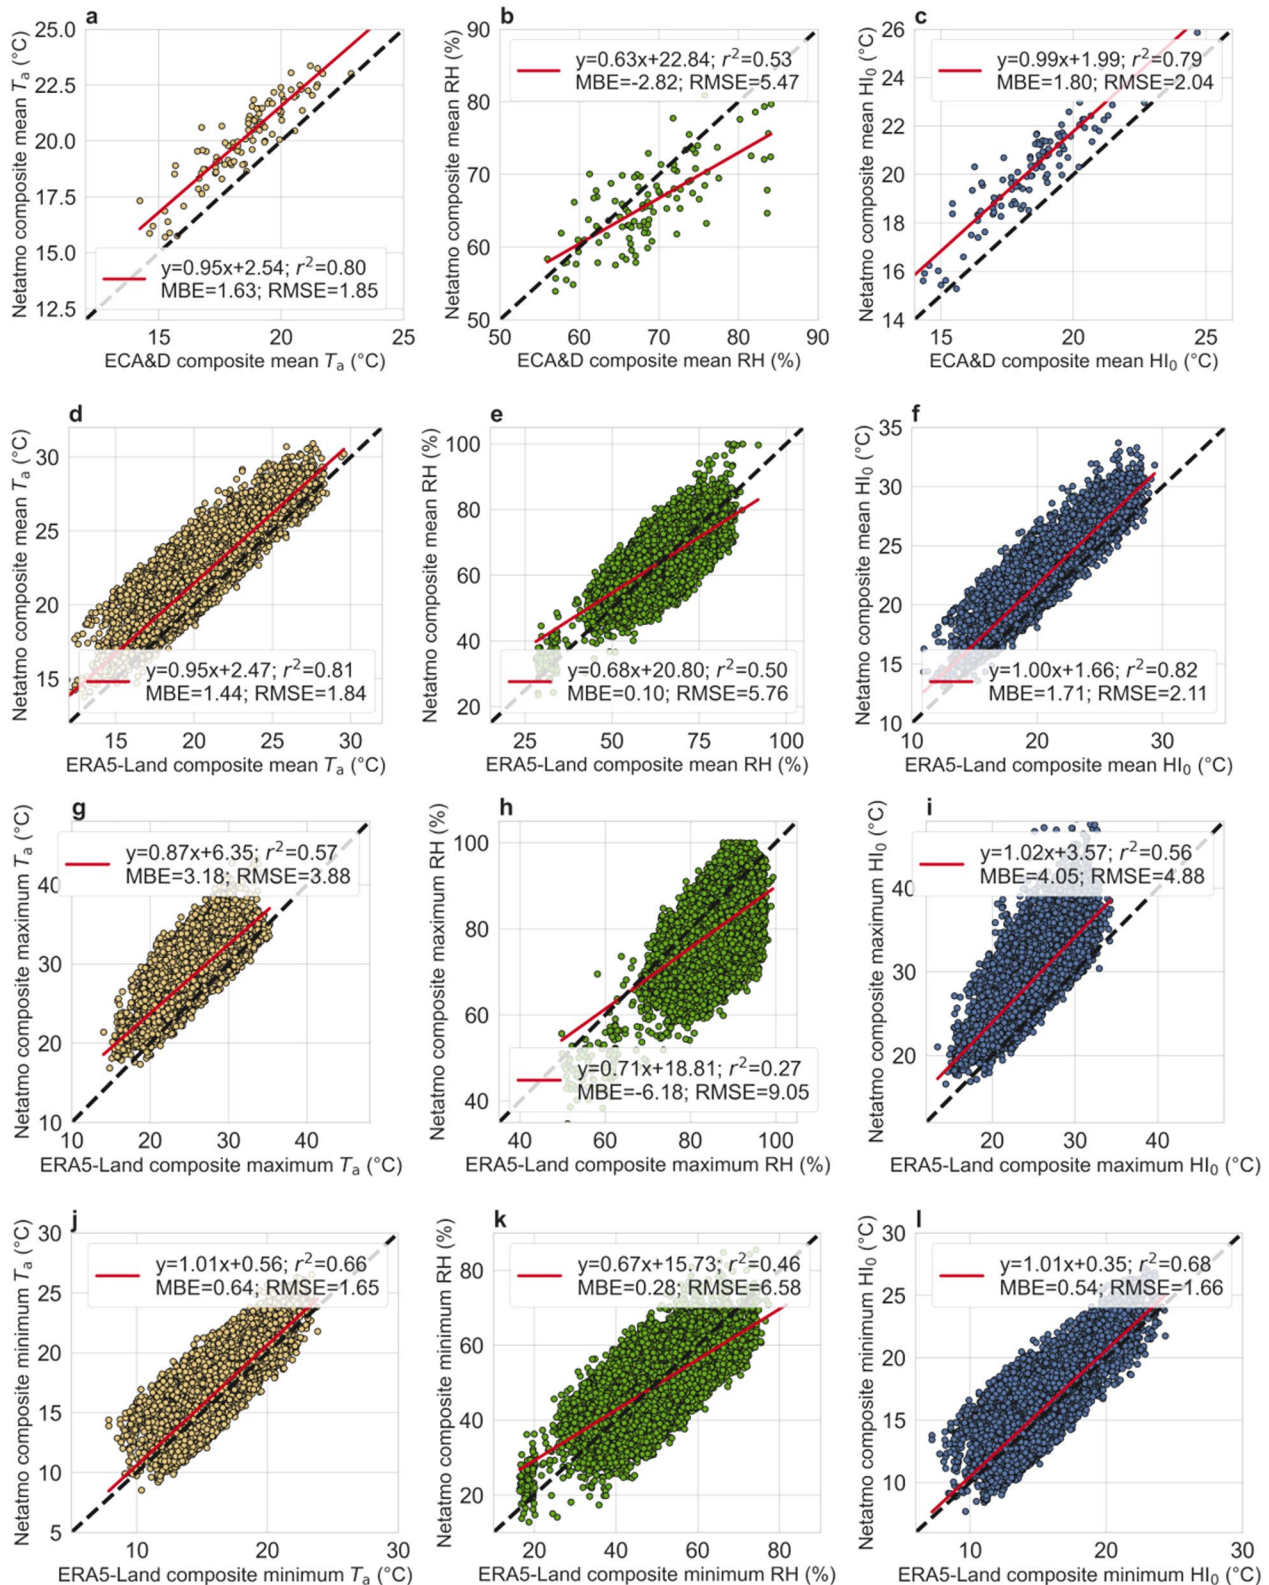 a
25.0
22.5
20.0
17.5
15.0
12.5
15
20
25
Netatmo composite mean Ta (°C)
ECA&D composite mean Ta (°C)
y=0.95x+2.54; r²=0.80
MBE=1.63; RMSE=1.85
b
90
80
70
60
50
50
60
70
80
90
Netatmo composite mean RH (%)
ECA&D composite mean RH (%)
y=0.63x+22.84; r²=0.53
MBE=-2.82; RMSE=5.47
c
26
24
22
20
18
16
14
15
20
25
Netatmo composite mean HI₀ (°C)
ECA&D composite mean HI₀ (°C)
y=0.99x+1.99; r²=0.79
MBE=1.80; RMSE=2.04
d
30
25
20
15
15
20
25
30
Netatmo composite mean Ta (°C)
ERA5-Land composite mean Ta (°C)
y=0.95x+2.47; r²=0.81
MBE=1.44; RMSE=1.84
e
100
80
60
40
20
25
50
75
100
Netatmo composite mean RH (%)
ERA5-Land composite mean RH (%)
y=0.68x+20.80; r²=0.50
MBE=0.10; RMSE=5.76
f
35
30
25
20
15
10
10
20
30
Netatmo composite mean HI₀ (°C)
ERA5-Land composite mean HI₀ (°C)
y=1.00x+1.66; r²=0.82
MBE=1.71; RMSE=2.11
g
40
30
20
10
10
20
30
40
Netatmo composite maximum Ta (°C)
ERA5-Land composite maximum Ta (°C)
y=0.87x+6.35; r²=0.57
MBE=3.18; RMSE=3.88
h
100
80
60
40
40
60
80
100
Netatmo composite maximum RH (%)
ERA5-Land composite maximum RH (%)
y=0.71x+18.81; r²=0.27
MBE=-6.18; RMSE=9.05
i
40
30
20
20
30
40
Netatmo composite maximum HI₀ (°C)
ERA5-Land composite maximum HI₀ (°C)
y=1.02x+3.57; r²=0.56
MBE=4.05; RMSE=4.88
j
30
25
20
15
10
5
10
20
30
Netatmo composite minimum Ta (°C)
ERA5-Land composite minimum Ta (°C)
y=1.01x+0.56; r²=0.66
MBE=0.64; RMSE=1.65
k
80
60
40
20
20
40
60
80
Netatmo composite minimum RH (%)
ERA5-Land composite minimum RH (%)
y=0.67x+15.73; r²=0.46
MBE=0.28; RMSE=6.58
l
30
25
20
15
10
10
20
30
Netatmo composite minimum HI₀ (°C)
ERA5-Land composite minimum HI₀ (°C)
y=1.01x+0.35; r²=0.68
MBE=0.54; RMSE=1.66